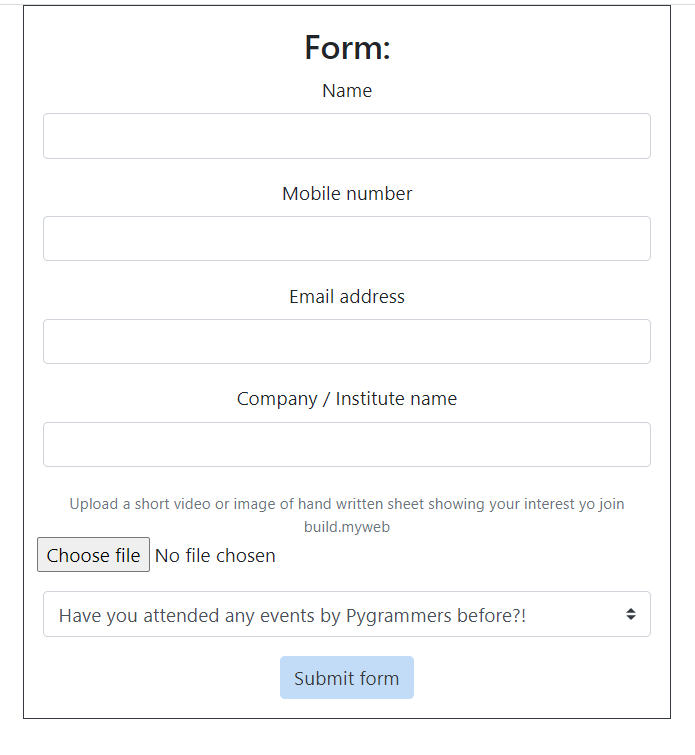 Form:
Name
Mobile number
Email address
Company / Institute name
Upload a short video or image of hand written sheet showing your interest yo join
build.myweb
Choose file No file chosen
Have you attended any events by Pygrammers before?!
Submit form